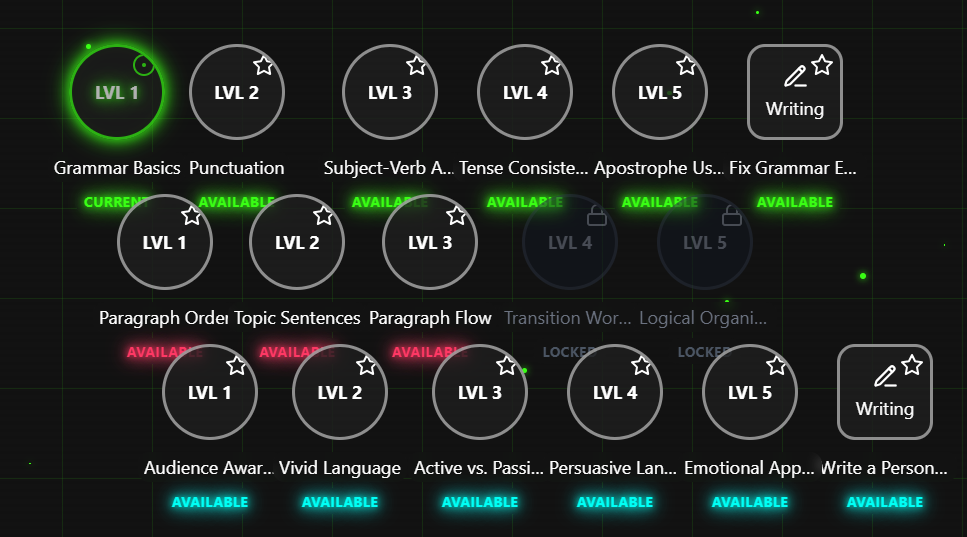 LVL 1 LVL 2 LVL 3 LVL 4 LVL 5 Writing
Grammar Basics Punctuation Subject-Verb A... Tense Consiste... Apostrophe Us... Fix Grammar E...
CURRENT AVAILABLE AVAILABLE AVAILABLE AVAILABLE AVAILABLE
LVL 1 LVL 2 LVL 3 LVL 4 LVL 5
Paragraph Order Topic Sentences Paragraph Flow Transition Wor... Logical Organi...
AVAILABLE AVAILABLE AVAILABLE LOCKED LOCKED
LVL 1 LVL 2 LVL 3 LVL 4 LVL 5 Writing
Audience Awar... Vivid Language Active vs. Passi... Persuasive Lan... Emotional App... Write a Person...
AVAILABLE AVAILABLE AVAILABLE AVAILABLE AVAILABLE AVAILABLE